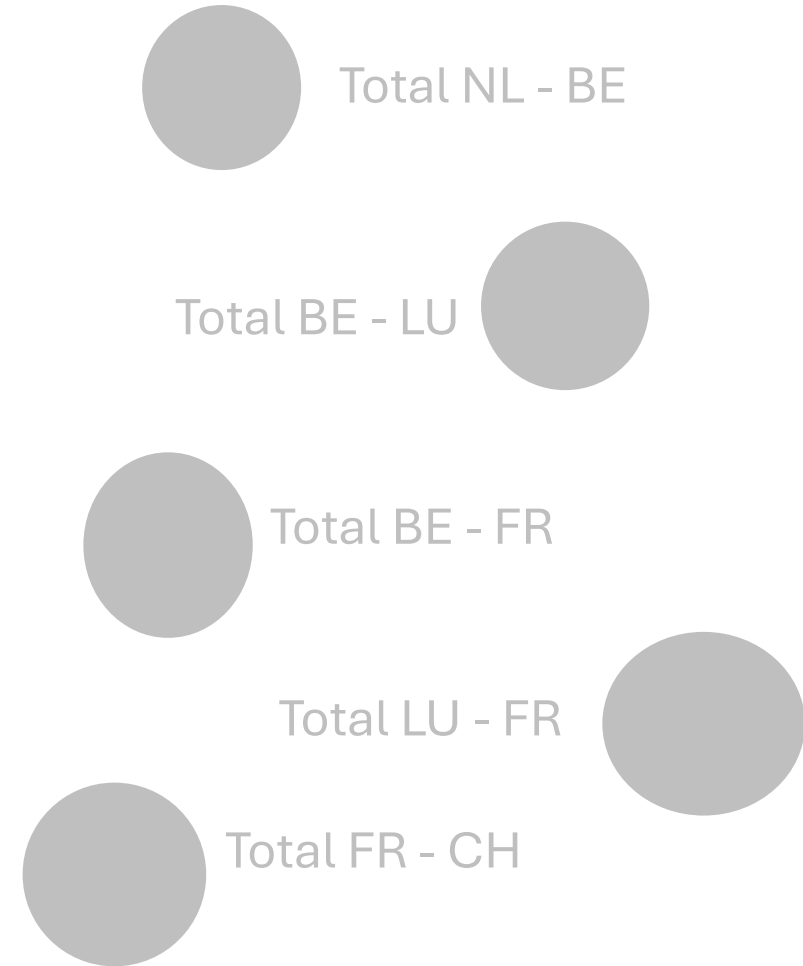 Total NL - BE
Total BE - LU
Total BE - FR
Total LU - FR
Total FR - CH